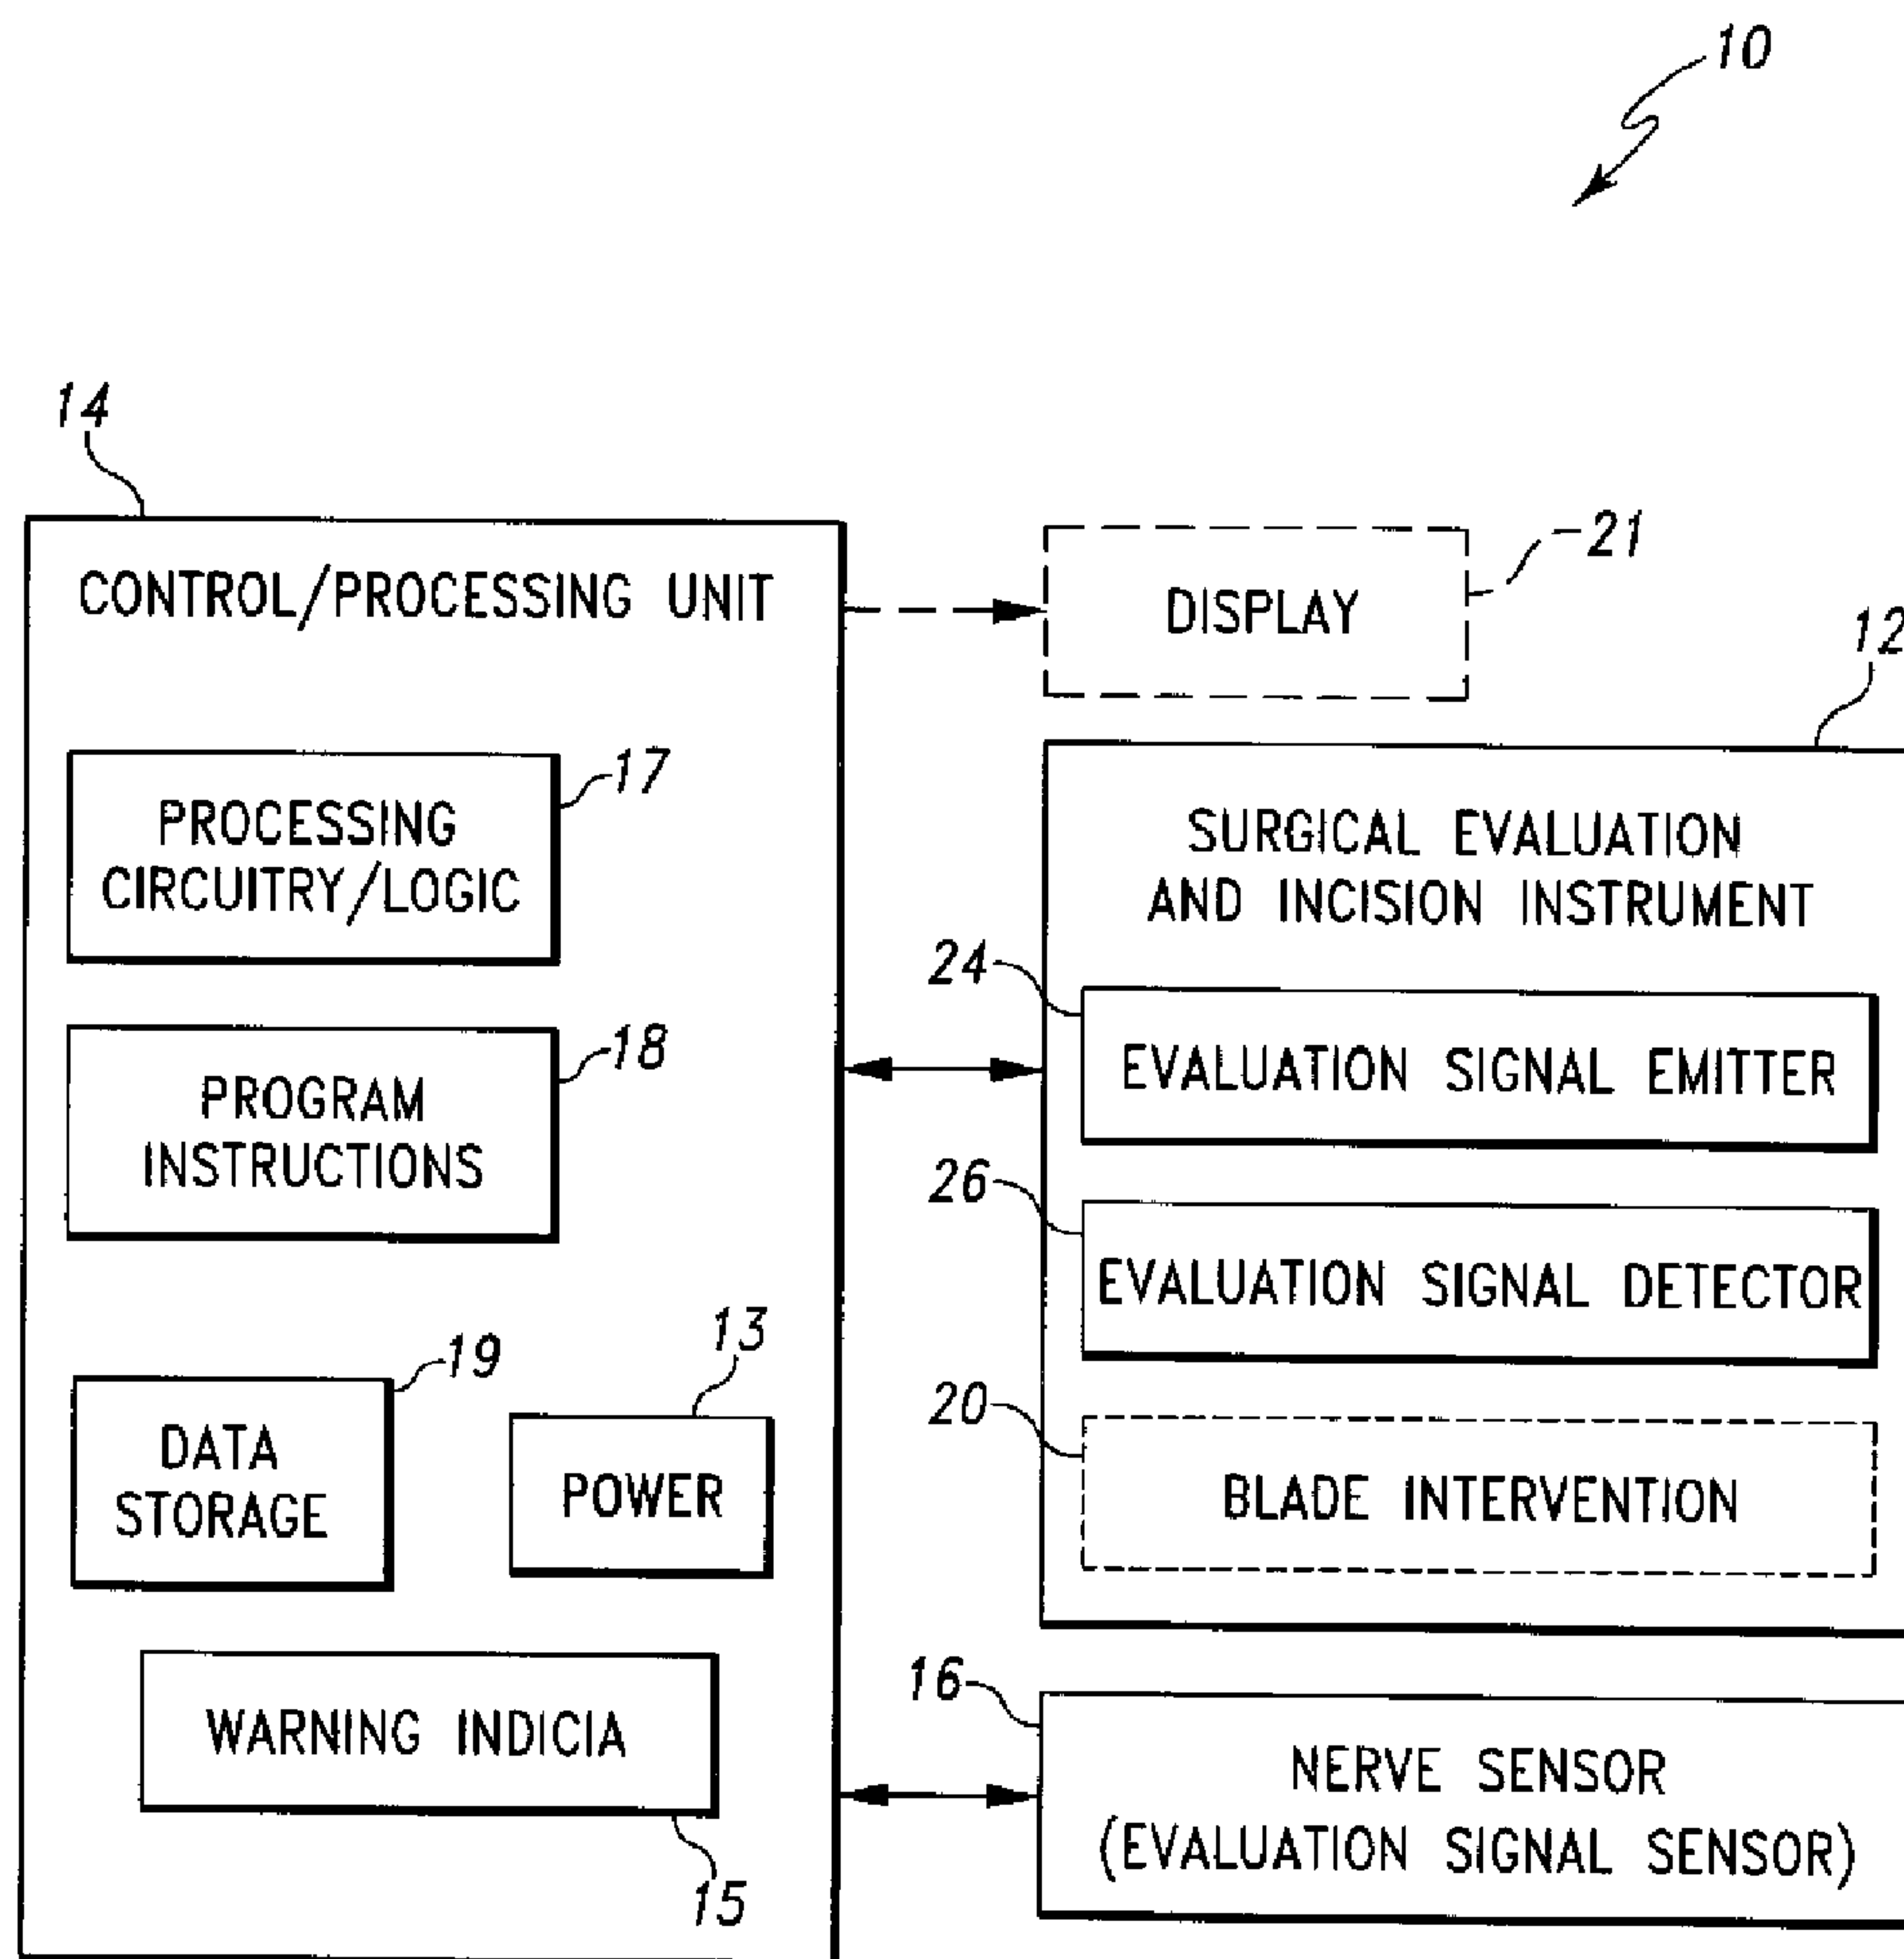 10
14
CONTROL/PROCESSING UNIT
17
PROCESSING
CIRCUITRY/LOGIC
18
PROGRAM
INSTRUCTIONS
19
DATA
STORAGE
13
POWER
WARNING INDICIA
15
21
DISPLAY
12
SURGICAL EVALUATION
AND INCISION INSTRUMENT
24
EVALUATION SIGNAL EMITTER
26
EVALUATION SIGNAL DETECTOR
20
BLADE INTERVENTION
16
NERVE SENSOR
(EVALUATION SIGNAL SENSOR)